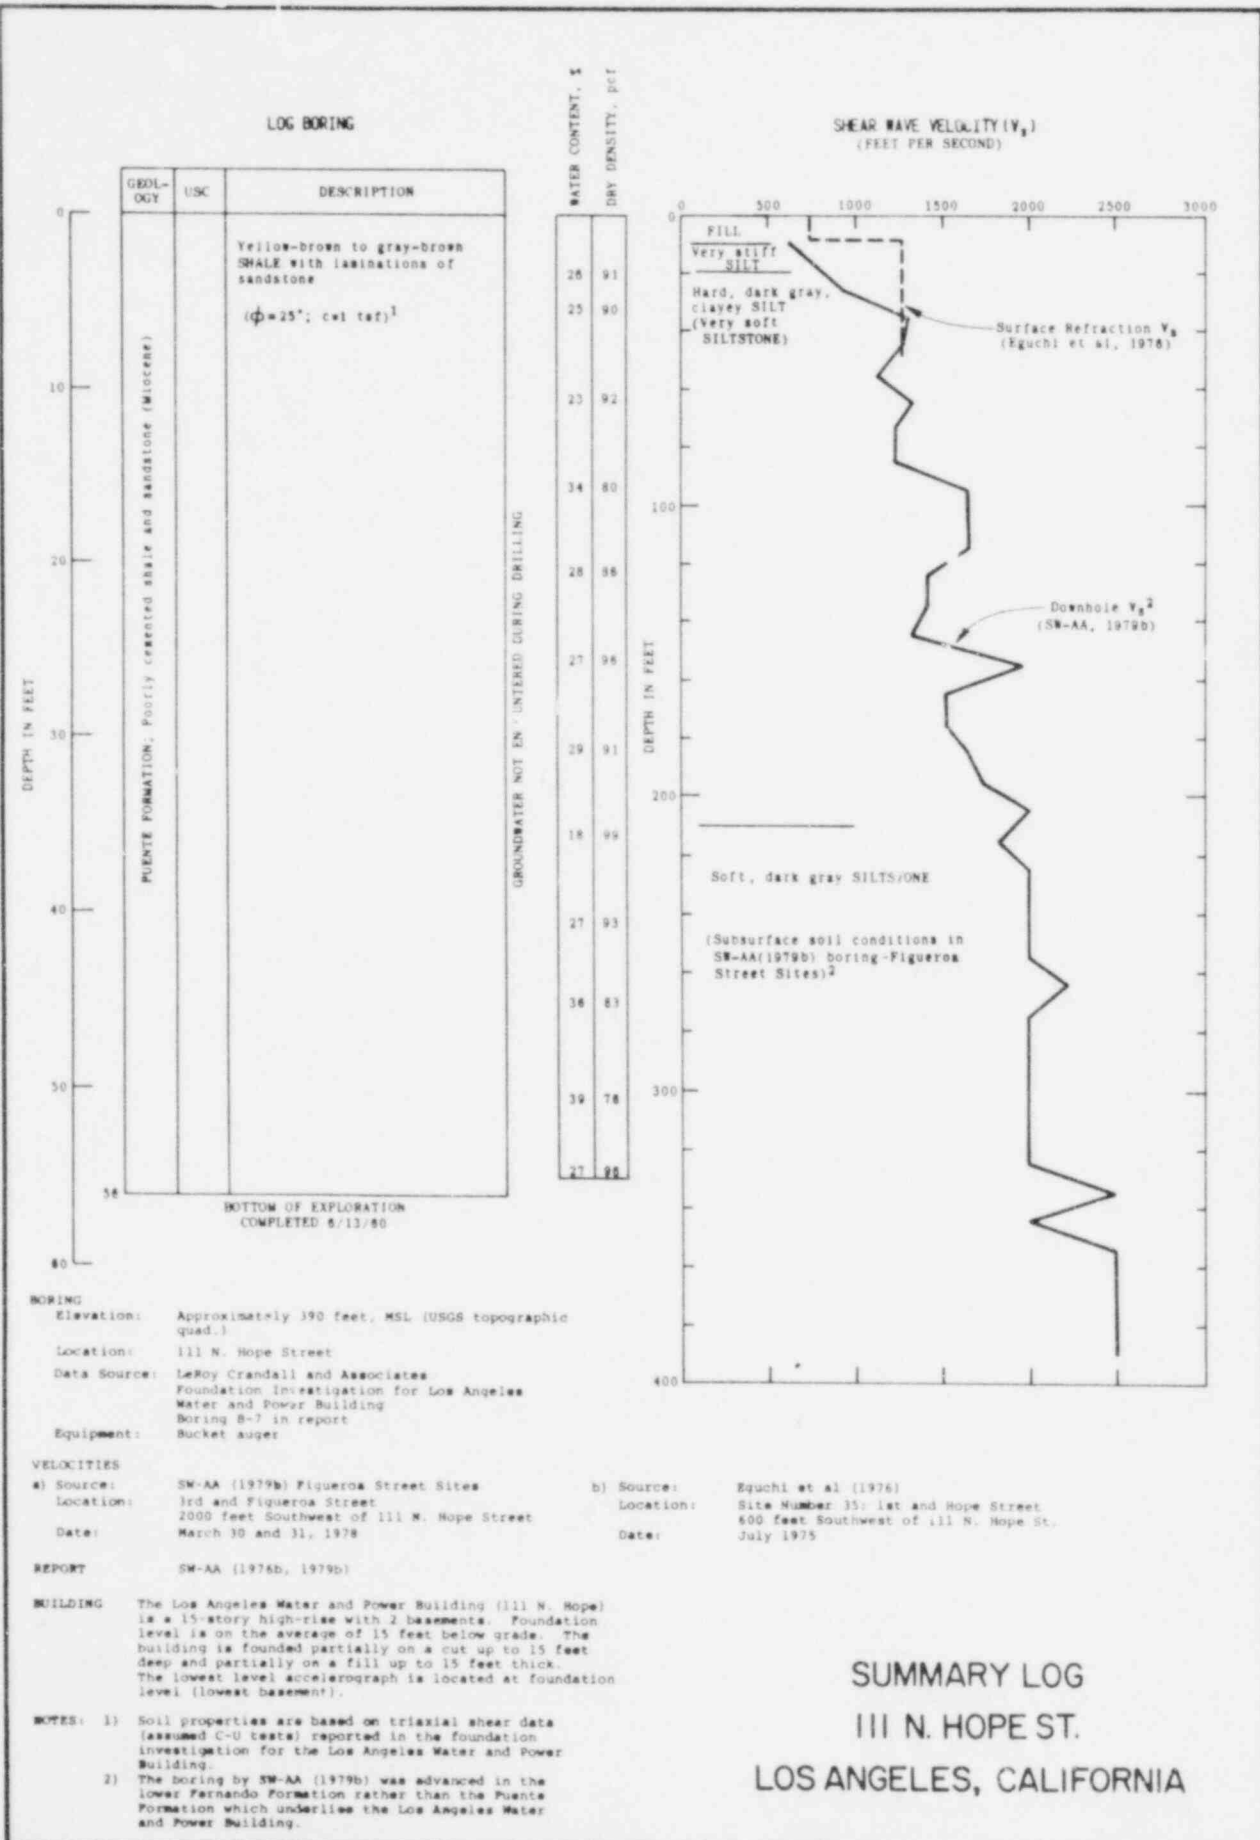 LOG BORING
GEOL-
OGY
USC
DESCRIPTION
WATER CONTENT, %
DRY DENSITY, pcf
0
10
20
30
40
50
56
60
DEPTH IN FEET
PUENTE FORMATION; Poorly cemented shale and sandstone (Miocene)
Yellow-brown to gray-brown
SHALE with laminations of
sandstone
(ϕ=25°; c=1 tsf)1
GROUNDWATER NOT EN UNTERED DURING DRILLING
26 91
25 90
23 92
34 80
28 86
27 96
29 91
18 99
27 93
36 83
39 78
27 96
BOTTOM OF EXPLORATION
COMPLETED 6/13/60
SHEAR WAVE VELOCITY (Vs)
(FEET PER SECOND)
0 500 1000 1500 2000 2500 3000
0
100
200
300
400
DEPTH IN FEET
FILL
Very stiff
SILT
Hard, dark gray,
clayey SILT
(Very soft
SILTSTONE)
Surface Refraction Vs
(Eguchi et al, 1976)
Downhole Vs2
(SW-AA, 1979b)
Soft, dark gray SILTS/ONE
(Subsurface soil conditions in
SW-AA(1979b) boring-Figueroa
Street Sites)2
BORING
Elevation: Approximately 390 feet, MSL (USGS topographic
quad.)
Location: 111 N. Hope Street
Data Source: LeRoy Crandall and Associates
Foundation Investigation for Los Angeles
Water and Power Building
Boring B-7 in report
Equipment: Bucket auger
VELOCITIES
a) Source: SW-AA (1979b) Figueroa Street Sites
Location: 3rd and Figueroa Street
2000 feet Southwest of 111 N. Hope Street
Date: March 30 and 31, 1978
b) Source: Eguchi et al (1976)
Location: Site Number 35: 1st and Hope Street
600 feet Southwest of 111 N. Hope St.
Date: July 1975
REPORT SW-AA (1976b, 1979b)
BUILDING The Los Angeles Water and Power Building (111 N. Hope)
is a 15-story high-rise with 2 basements. Foundation
level is on the average of 15 feet below grade. The
building is founded partially on a cut up to 15 feet
deep and partially on a fill up to 15 feet thick.
The lowest level accelerograph is located at foundation
level (lowest basement).
NOTES: 1) Soil properties are based on triaxial shear data
(assumed C-U tests) reported in the foundation
investigation for the Los Angeles Water and Power
Building.
2) The boring by SW-AA (1979b) was advanced in the
lower Fernando Formation rather than the Puente
Formation which underlies the Los Angeles Water
and Power Building.
SUMMARY LOG
111 N. HOPE ST.
LOS ANGELES, CALIFORNIA